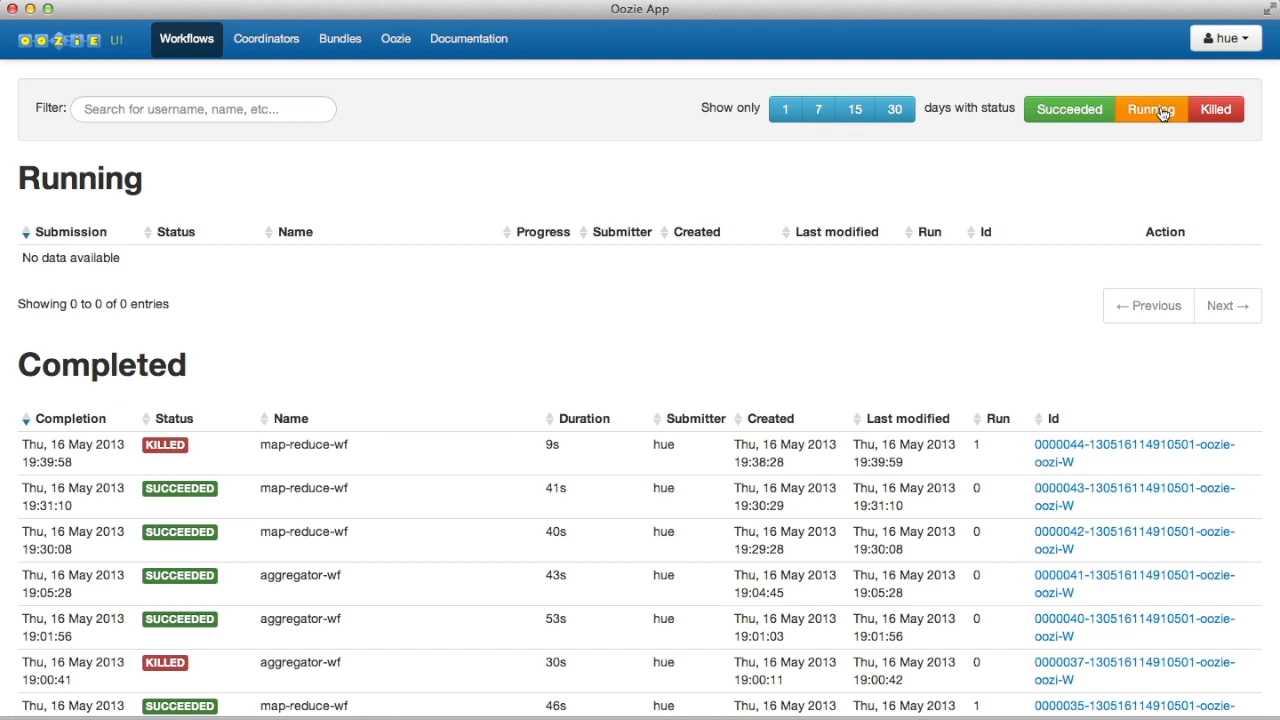 Oozie App
OOZIE UI Workflows Coordinators Bundles Oozie Documentation hue
Filter: Search for username, name, etc... Show only 1 7 15 30 days with status Succeeded Running Killed
Running
Submission Status Name Progress Submitter Created Last modified Run Id Action
No data available
Showing 0 to 0 of 0 entries ← Previous Next →
Completed
Completion Status Name Duration Submitter Created Last modified Run Id
Thu, 16 May 2013 KILLED map-reduce-wf 9s hue Thu, 16 May 2013 Thu, 16 May 2013 1 0000044-130516114910501-oozie-
19:39:58 19:38:28 19:39:59 oozi-W
Thu, 16 May 2013 SUCCEEDED map-reduce-wf 41s hue Thu, 16 May 2013 Thu, 16 May 2013 0 0000043-130516114910501-oozie-
19:31:10 19:30:29 19:31:10 oozi-W
Thu, 16 May 2013 SUCCEEDED map-reduce-wf 40s hue Thu, 16 May 2013 Thu, 16 May 2013 0 0000042-130516114910501-oozie-
19:30:08 19:29:28 19:30:08 oozi-W
Thu, 16 May 2013 SUCCEEDED aggregator-wf 43s hue Thu, 16 May 2013 Thu, 16 May 2013 0 0000041-130516114910501-oozie-
19:05:28 19:04:45 19:05:28 oozi-W
Thu, 16 May 2013 SUCCEEDED aggregator-wf 53s hue Thu, 16 May 2013 Thu, 16 May 2013 0 0000040-130516114910501-oozie-
19:01:56 19:01:03 19:01:56 oozi-W
Thu, 16 May 2013 KILLED aggregator-wf 30s hue Thu, 16 May 2013 Thu, 16 May 2013 0 0000037-130516114910501-oozie-
19:00:41 19:00:11 19:00:42 oozi-W
Thu, 16 May 2013 SUCCEEDED map-reduce-wf 46s hue Thu, 16 May 2013 Thu, 16 May 2013 1 0000035-130516114910501-oozie-